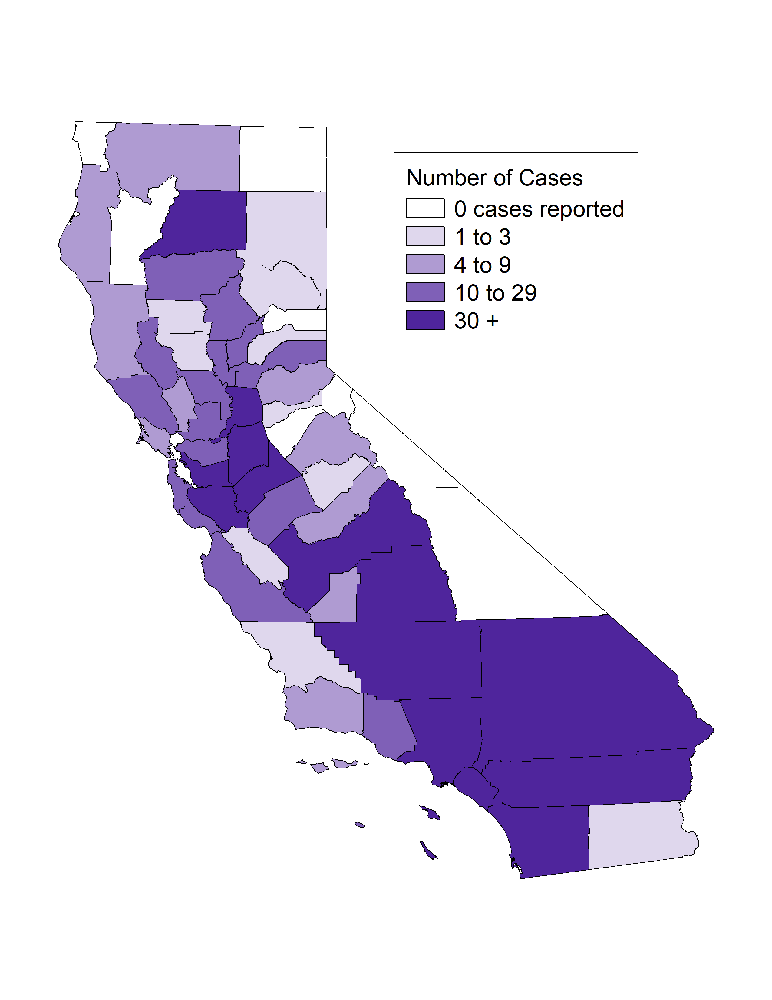 Number of Cases
0 cases reported
1 to 3
4 to 9
10 to 29
30 +